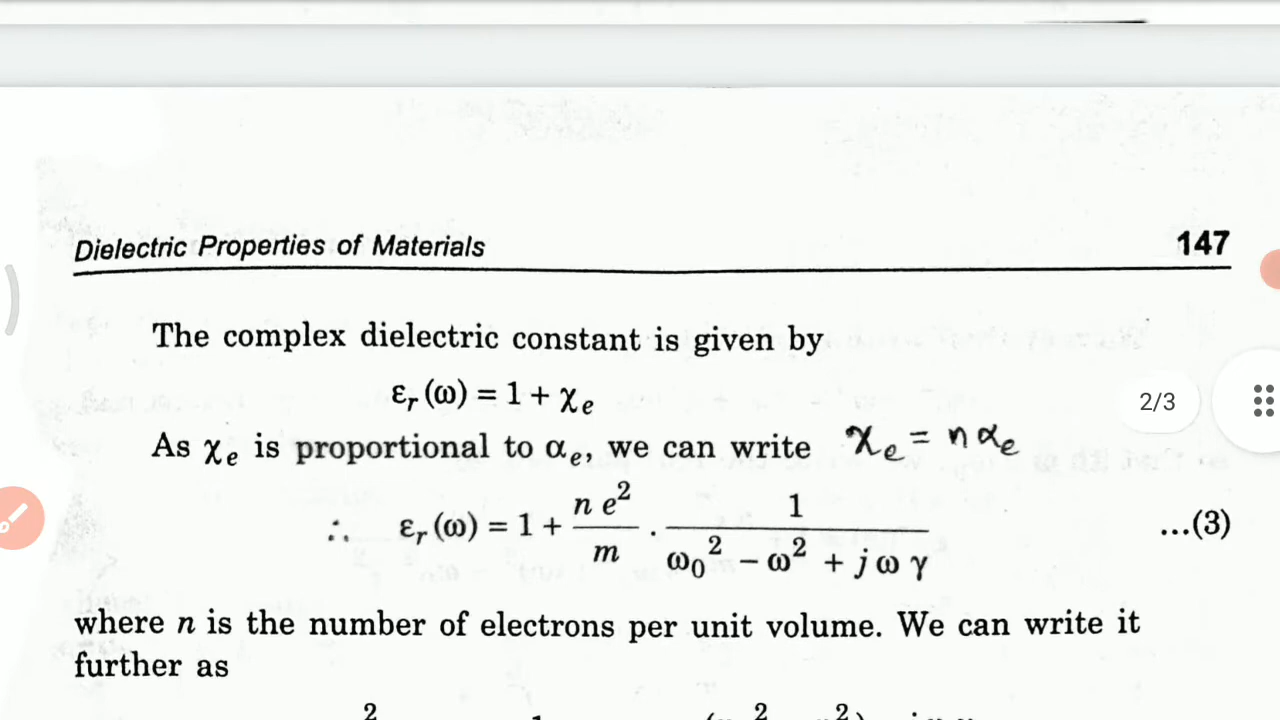 Dielectric Properties of Materials 147
The complex dielectric constant is given by
εr (ω) = 1 + χe
2/3
As χe is proportional to αe, we can write χe = n αe
∴ εr (ω) = 1 + n e² / m · 1 / ω0² − ω² + j ω γ ...(3)
where n is the number of electrons per unit volume. We can write it
further as